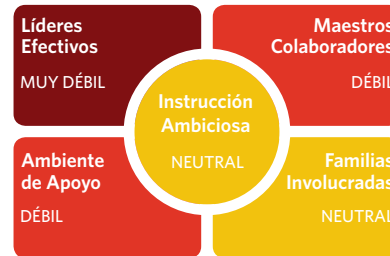 Líderes
Efectivos
MUY DÉBIL
Maestros
Colaboradores
DÉBIL
Instrucción
Ambiciosa
NEUTRAL
Ambiente
de Apoyo
DÉBIL
Familias
Involucradas
NEUTRAL